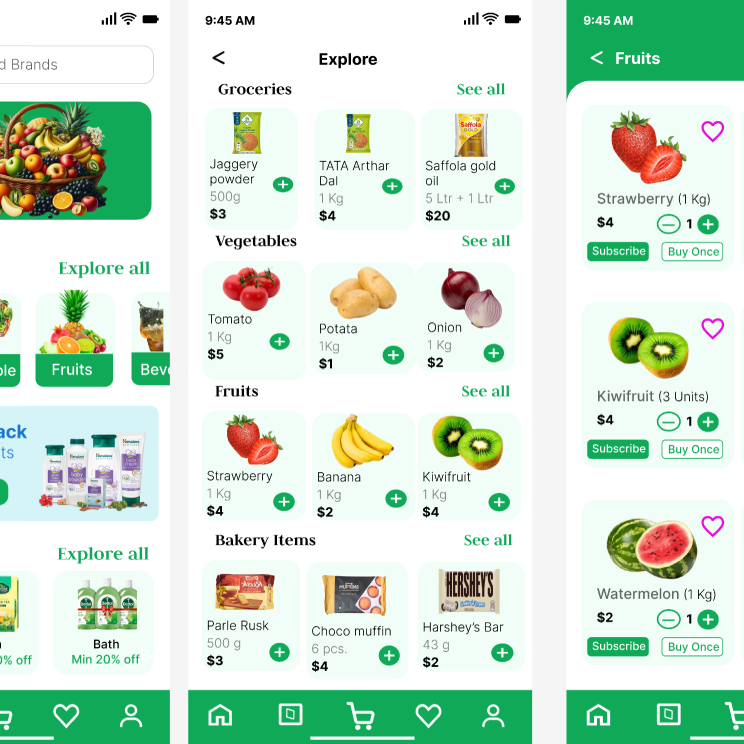 d Brands
Explore all
ble
Fruits
Bev
ack
ts
Explore all
Bath
0% off
Min 20% off
9:45 AM
Explore
Groceries
See all
Jaggery
powder
500g
$3
TATA Arthar
Dal
1 Kg
$4
Saffola
GOLD
Saffola gold
oil
5 Ltr + 1 Ltr
$20
Vegetables
See all
Tomato
1 Kg
$5
Potata
1Kg
$1
Onion
1 Kg
$2
Fruits
See all
Strawberry
1 Kg
$4
Banana
1 Kg
$2
Kiwifruit
1 Kg
$4
Bakery Items
See all
Parle Rusk
500 g
$3
MUFFINS
Choco muffin
6 pcs.
$4
HERSHEY'S
Harshey's Bar
43 g
$2
9:45 AM
< Fruits
Strawberry (1 Kg)
$4
1
Subscribe
Buy Once
Kiwifruit (3 Units)
$4
1
Subscribe
Buy Once
Watermelon (1 Kg)
$2
1
Subscribe
Buy Once